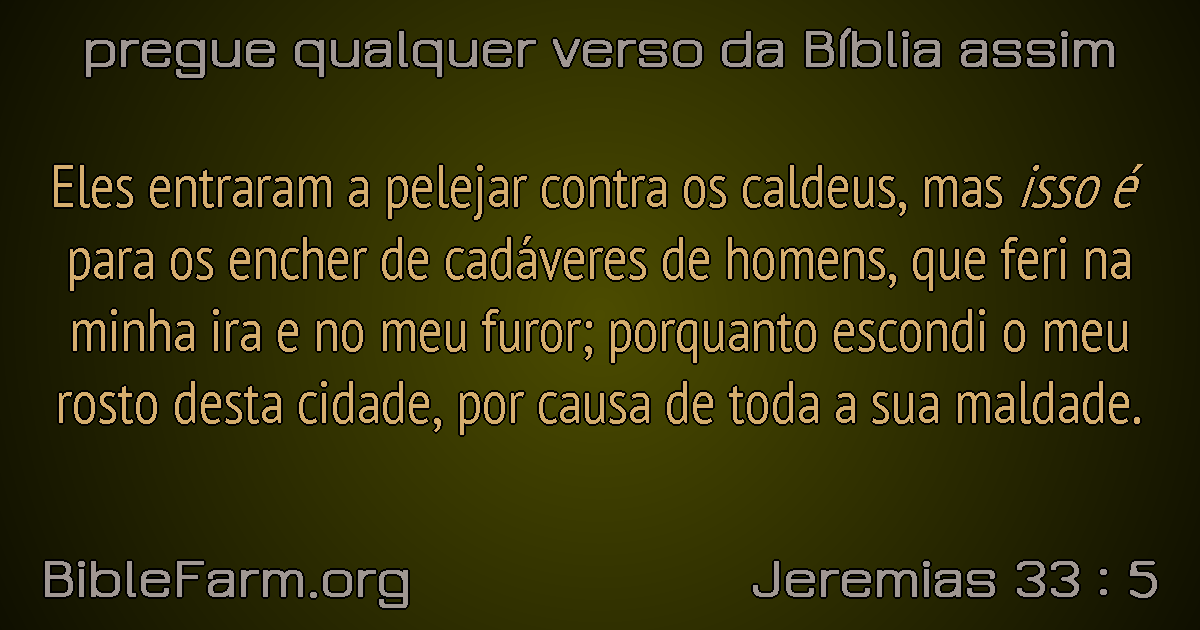 pregue qualquer verso da Bíblia assim
Eles entraram a pelejar contra os caldeus, mas isso é
para os encher de cadáveres de homens, que feri na
minha ira e no meu furor; porquanto escondi o meu
rosto desta cidade, por causa de toda a sua maldade.
BibleFarm.org
Jeremias 33 : 5